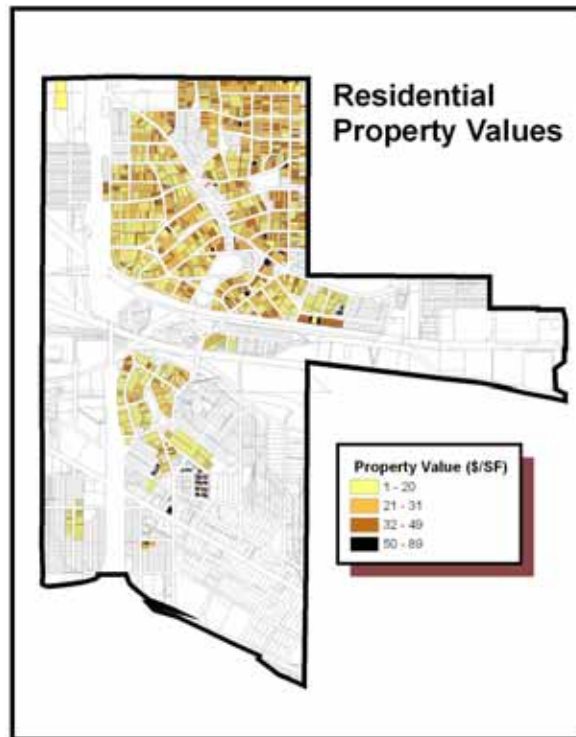 Residential
Property Values
Property Value ($/SF)
1 - 20
21 - 31
32 - 49
50 - 89